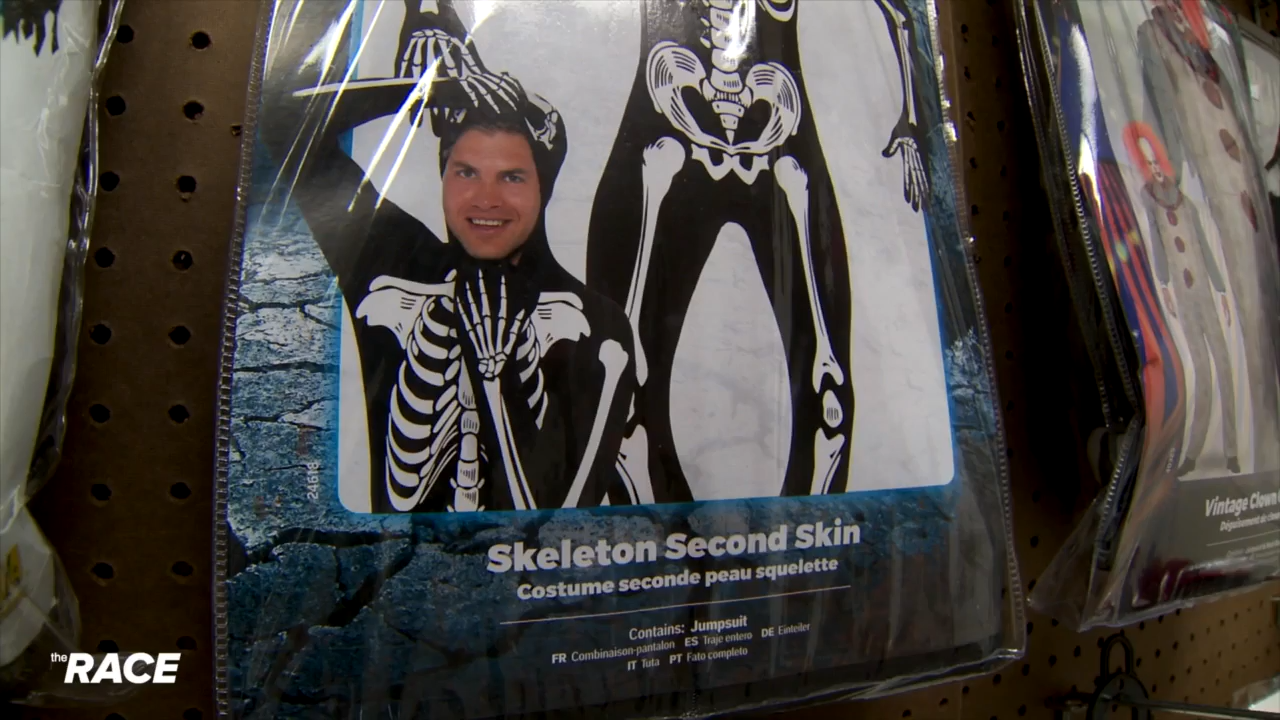 24618
Skeleton Second Skin
Costume seconde peau squelette
Contains: Jumpsuit
FR Combinaison-pantalon ES Traje entero DE Einteiler
IT Tuta PT Fato completo
Vintage Clown
the RACE